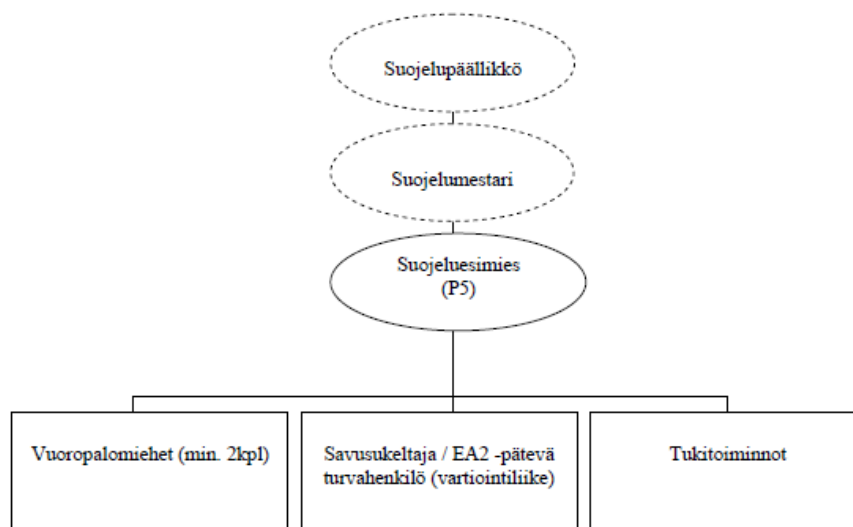 Suojelupäällikkö
Suojelumestari
Suojeluesimies
(P5)
Vuoropalomiehet (min. 2kpl)
Savusukeltaja / EA2 -pätevä
turvahenkilö (vartiointiliike)
Tukitoiminnot